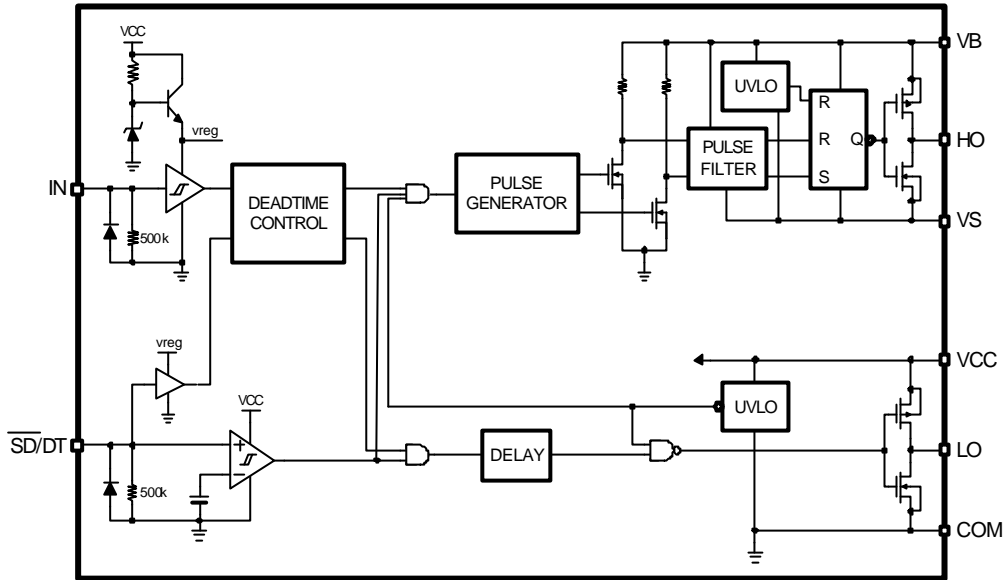 VCC
VB
UVLO
R
vreg
R
Q
HO
PULSE
FILTER
S
IN
DEADTIME
CONTROL
PULSE
GENERATOR
VS
500k
vreg
VCC
VCC
UVLO
SD/DT
+
DELAY
LO
−
500k
COM